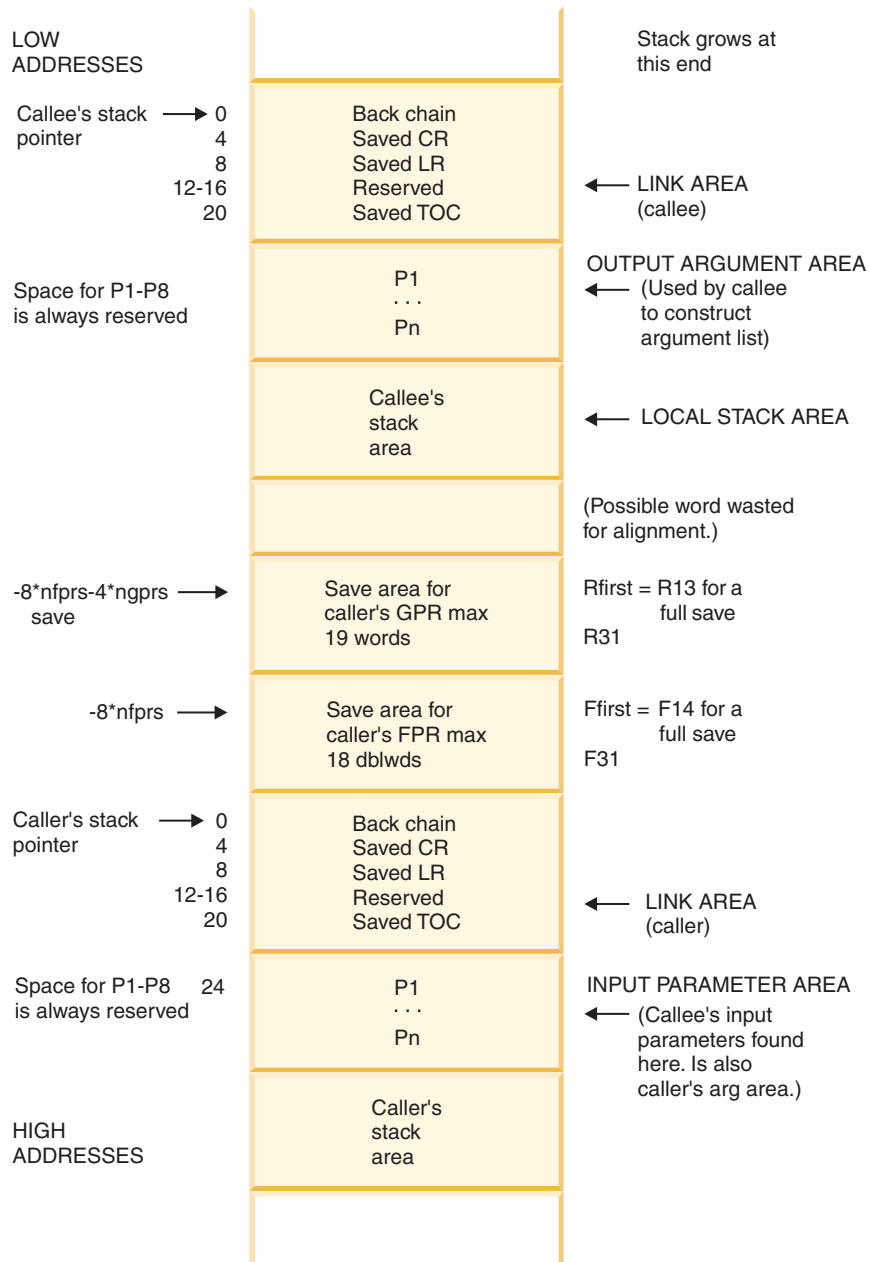 LOW
ADDRESSES
Stack grows at
this end
Callee's stack
pointer
0
4
8
12-16
20
Back chain
Saved CR
Saved LR
Reserved
Saved TOC
LINK AREA
(callee)
Space for P1-P8
is always reserved
P1
. . .
Pn
OUTPUT ARGUMENT AREA
(Used by callee
to construct
argument list)
Callee's
stack
area
LOCAL STACK AREA
(Possible word wasted
for alignment.)
-8*nfprs-4*ngprs
save
Save area for
caller's GPR max
19 words
Rfirst = R13 for a
full save
R31
-8*nfprs
Save area for
caller's FPR max
18 dblwds
Ffirst = F14 for a
full save
F31
Caller's stack
pointer
0
4
8
12-16
20
Back chain
Saved CR
Saved LR
Reserved
Saved TOC
LINK AREA
(caller)
Space for P1-P8 24
is always reserved
P1
. . .
Pn
INPUT PARAMETER AREA
(Callee's input
parameters found
here. Is also
caller's arg area.)
Caller's
stack
area
HIGH
ADDRESSES